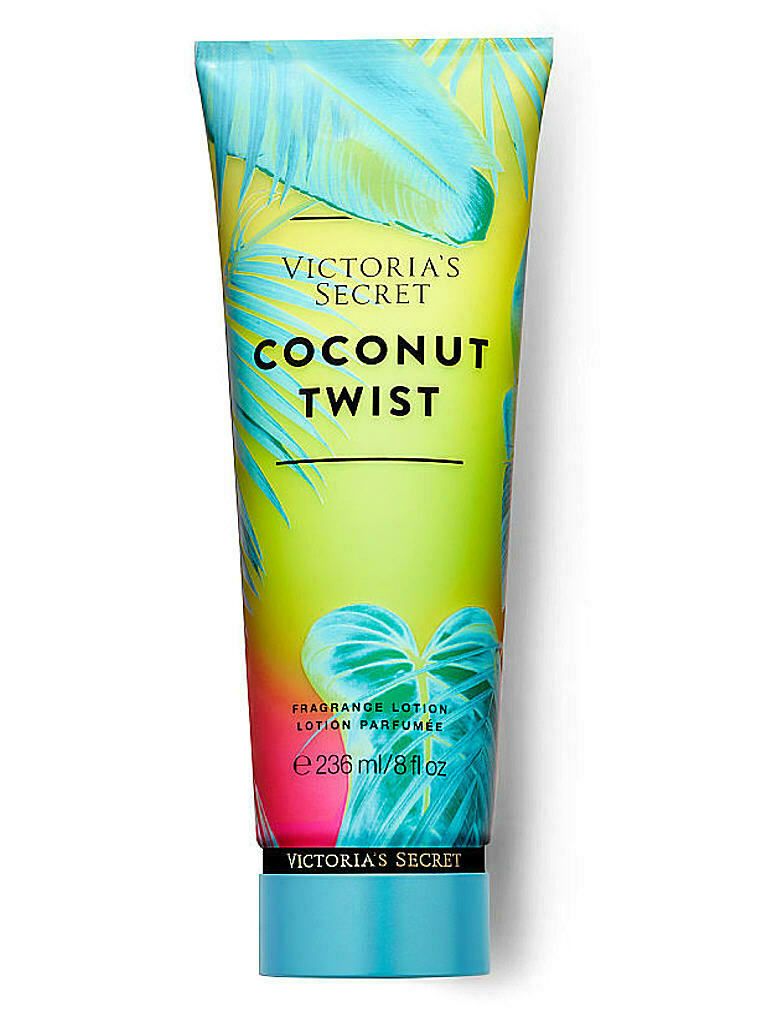 VICTORIA'S
SECRET
COCONUT
TWIST
FRAGRANCE LOTION
LOTION PARFUMÉE
℮ 236 ml/8 fl oz
VICTORIA'S SECRET